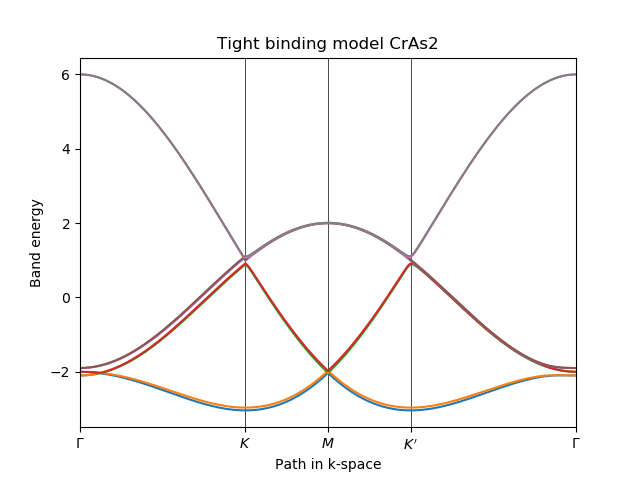 Tight binding model CrAs2
6
4
2
0
−2
Band energy
Γ
K
M
K′
Γ
Path in k-space